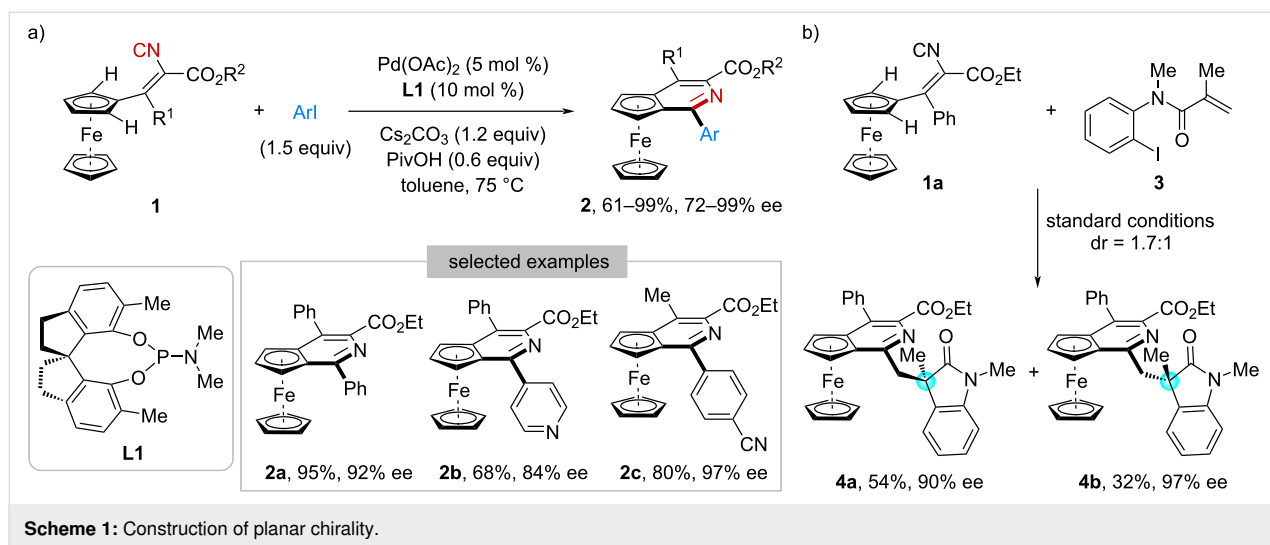 a)
CN
H
CO₂R²
R¹
H
Fe
1
+
ArI
(1.5 equiv)
Pd(OAc)₂ (5 mol %)
L1 (10 mol %)
Cs₂CO₃ (1.2 equiv)
PivOH (0.6 equiv)
toluene, 75 °C
R¹
CO₂R²
N
Ar
Fe
2, 61–99%, 72–99% ee
Me
O
P
N
Me
Me
O
Me
L1
selected examples
Ph
CO₂Et
N
Ph
Fe
2a, 95%, 92% ee
Ph
CO₂Et
N
Fe
N
2b, 68%, 84% ee
Me
CO₂Et
N
Fe
CN
2c, 80%, 97% ee
b)
CN
H
CO₂Et
Ph
H
Fe
1a
+
Me
N
Me
O
I
3
standard conditions
dr = 1.7:1
Ph
CO₂Et
N
Me
O
N
Me
Fe
4a, 54%, 90% ee
+
Ph
CO₂Et
N
Me
O
N
Me
Fe
4b, 32%, 97% ee
Scheme 1: Construction of planar chirality.